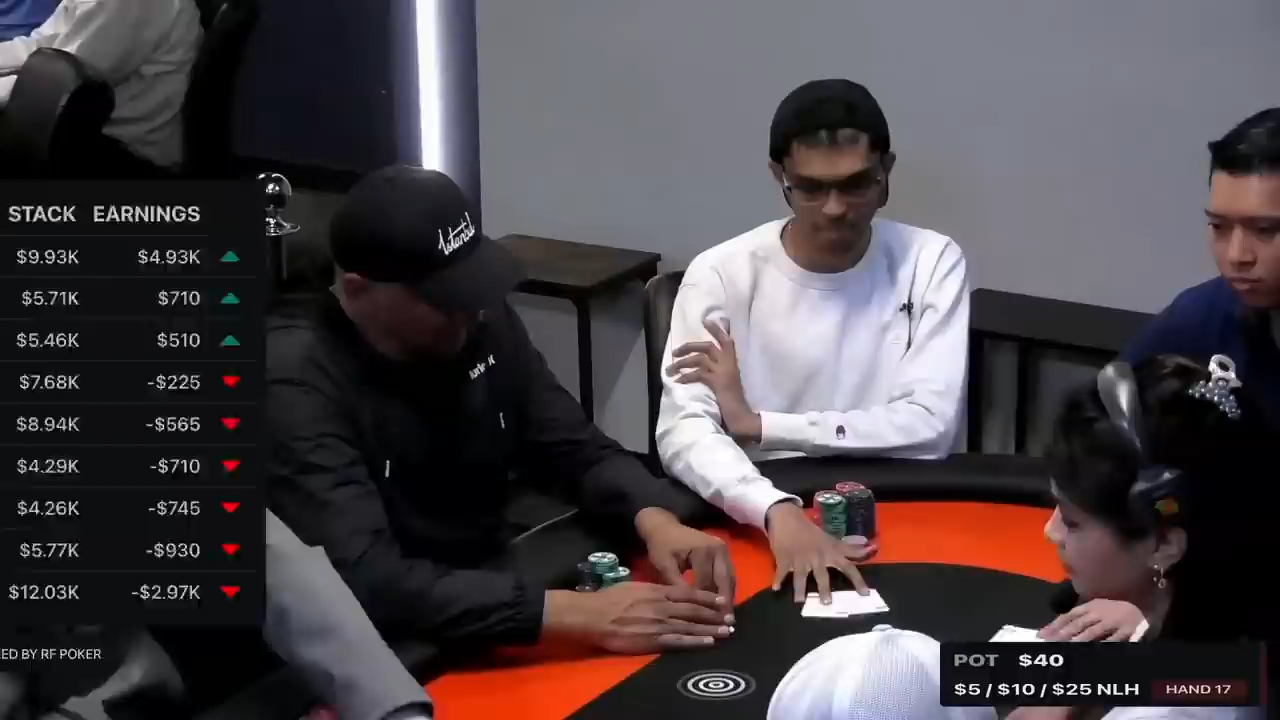 STACK EARNINGS
$9.93K $4.93K
$5.71K $710
$5.46K $510
$7.68K -$225
$8.94K -$565
$4.29K -$710
$4.26K -$745
$5.77K -$930
$12.03K -$2.97K
ED BY RF POKER
Istanbul
POT $40
$5 / $10 / $25 NLH HAND 17